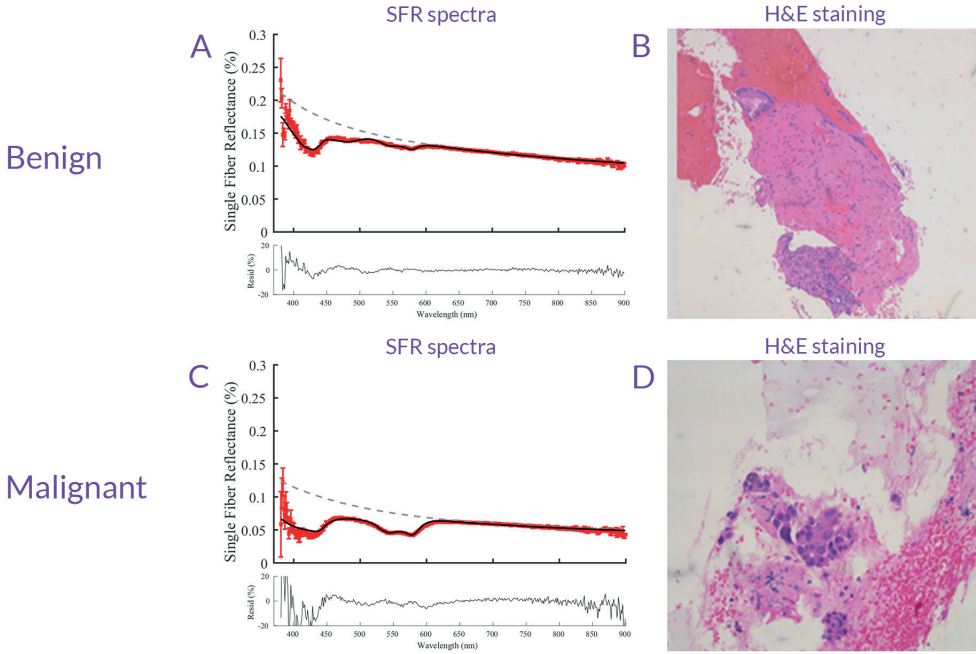 SFR spectra
H&E staining
A
B
Benign
Single Fiber Reflectance (%)
0.3
0.25
0.2
0.15
0.1
0.05
0
Resid (%)
20
0
-20
400 450 500 550 600 650 700 750 800 850 900
Wavelength (nm)
SFR spectra
H&E staining
C
D
Malignant
Single Fiber Reflectance (%)
0.3
0.25
0.2
0.15
0.1
0.05
0
Resid (%)
20
0
-20
400 450 500 550 600 650 700 750 800 850 900
Wavelength (nm)